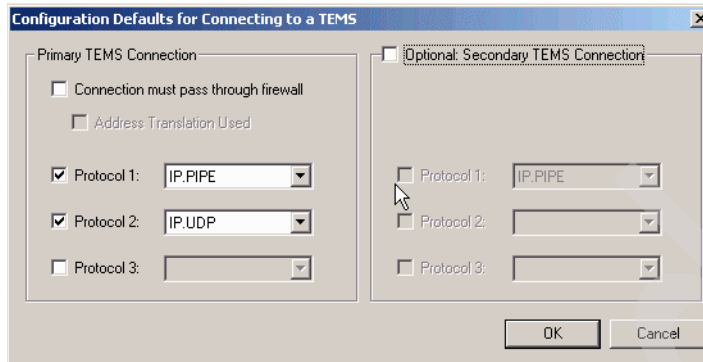 Configuration Defaults for Connecting to a TEMS
Primary TEMS Connection
Connection must pass through firewall
Address Translation Used
Protocol 1: IP.PIPE
Protocol 2: IP.UDP
Protocol 3:
Optional: Secondary TEMS Connection
Protocol 1: IP.PIPE
Protocol 2:
Protocol 3:
OK Cancel